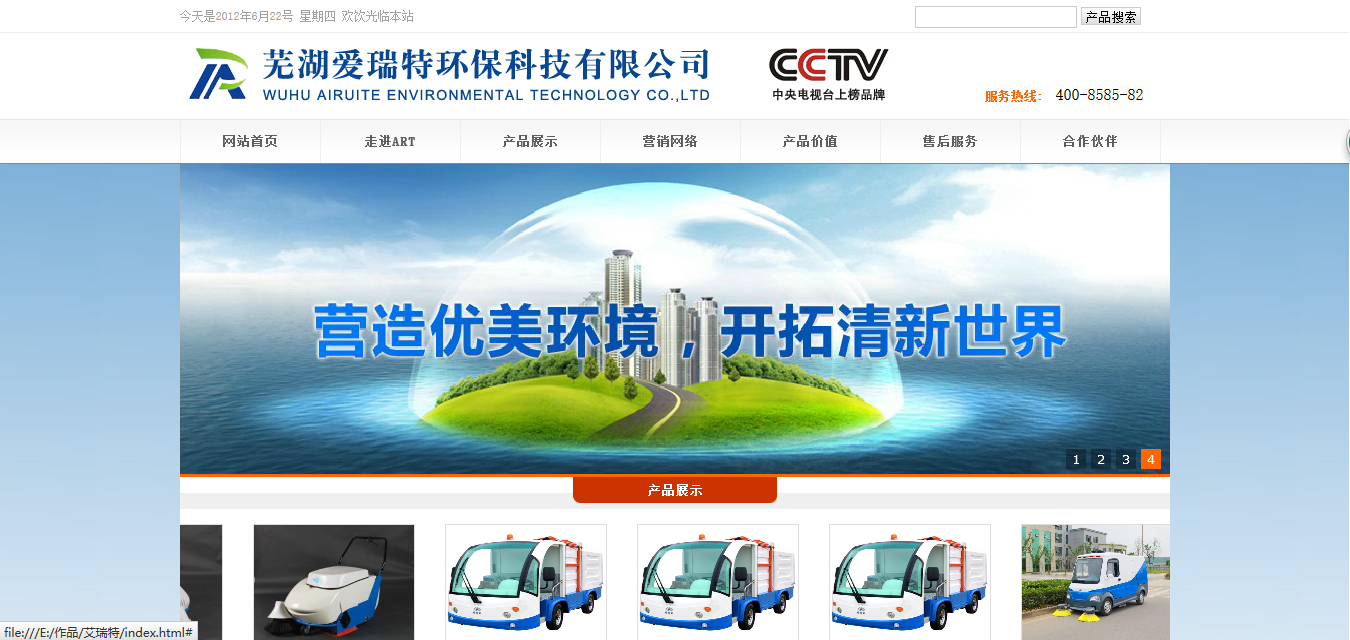 今天是2012年6月22号 星期四 欢饮光临本站
产品搜索
芜湖爱瑞特环保科技有限公司
WUHU AIRUITE ENVIRONMENTAL TECHNOLOGY CO.,LTD
CCTV
中央电视台上榜品牌
服务热线: 400-8585-82
网站首页 走进ART 产品展示 营销网络 产品价值 售后服务 合作伙伴
营造优美环境，开拓清新世界
1 2 3 4
产品展示
file:///E:/作品/艾瑞特/index.html#